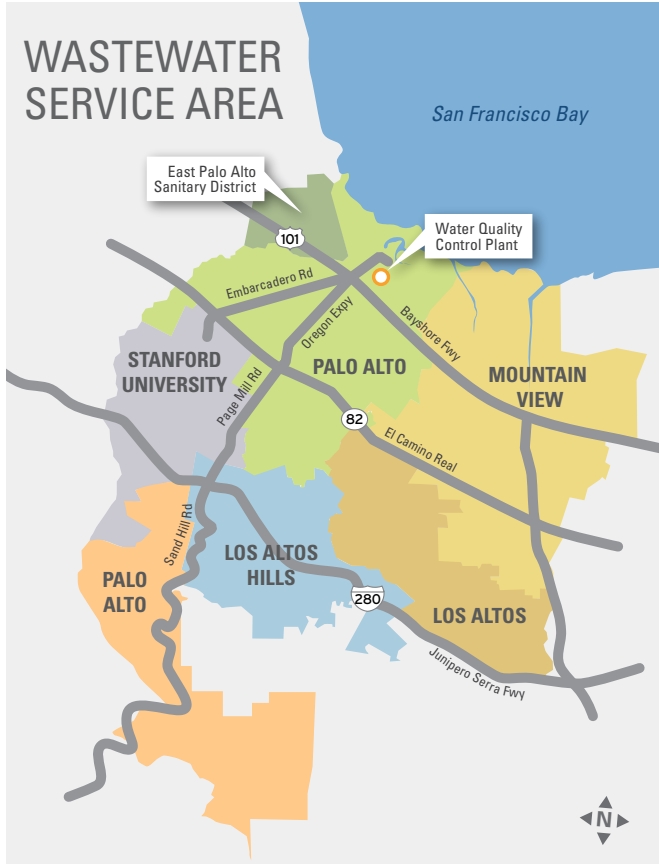 WASTEWATER
SERVICE AREA
San Francisco Bay
East Palo Alto
Sanitary District
Water Quality
Control Plant
101
Embarcadero Rd
Oregon Expy
Bayshore Fwy
STANFORD
UNIVERSITY
PALO ALTO
MOUNTAIN
VIEW
Page Mill Rd
82
El Camino Real
Sand Hill Rd
LOS ALTOS
HILLS
PALO
ALTO
280
LOS ALTOS
Junipero Serra Fwy
N